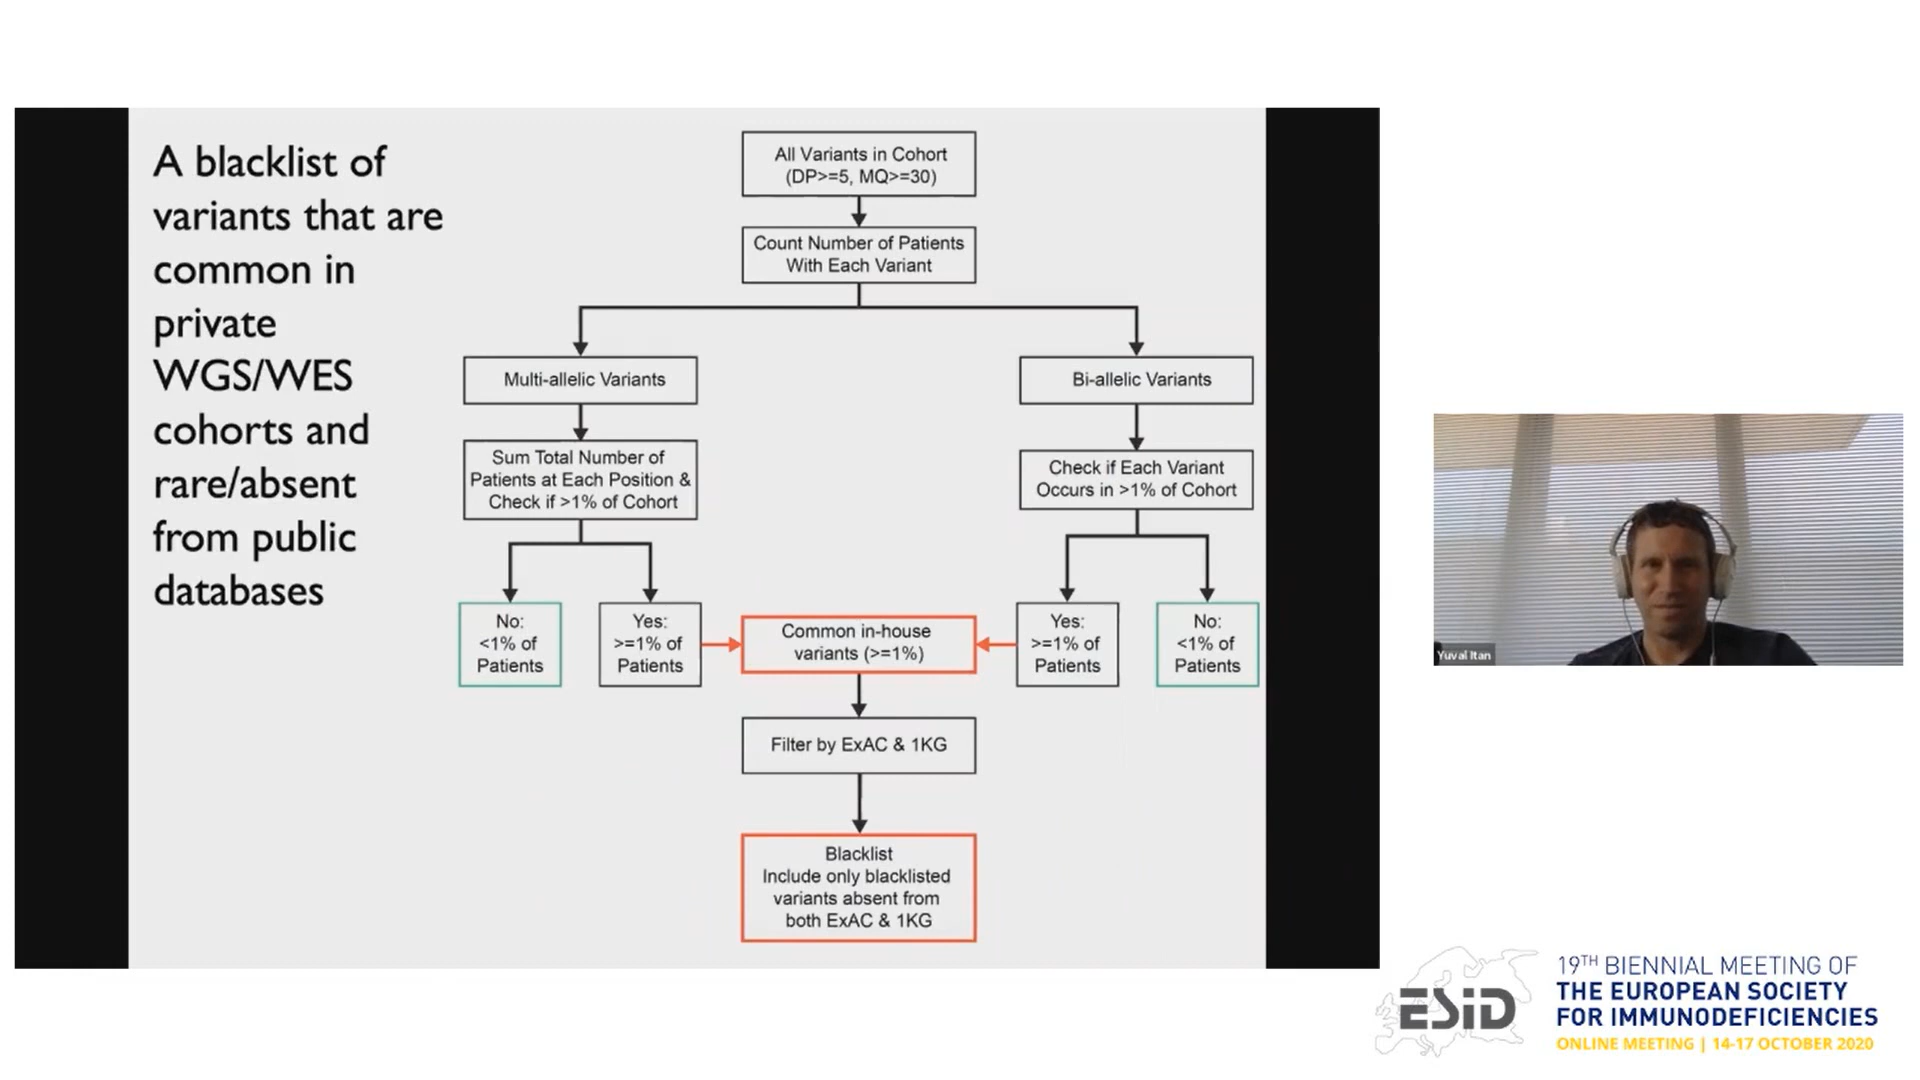 A blacklist of
variants that are
common in
private
WGS/WES
cohorts and
rare/absent
from public
databases
All Variants in Cohort
(DP>=5, MQ>=30)
Count Number of Patients
With Each Variant
Multi-allelic Variants
Bi-allelic Variants
Sum Total Number of
Patients at Each Position &
Check if >1% of Cohort
Check if Each Variant
Occurs in >1% of Cohort
No:
<1% of
Patients
Yes:
>=1% of
Patients
Common in-house
variants (>=1%)
Yes:
>=1% of
Patients
No:
<1% of
Patients
Filter by ExAC & 1KG
Blacklist
Include only blacklisted
variants absent from
both ExAC & 1KG
Yuval Itan
ESiD
19TH BIENNIAL MEETING OF
THE EUROPEAN SOCIETY
FOR IMMUNODEFICIENCIES
ONLINE MEETING | 14-17 OCTOBER 2020